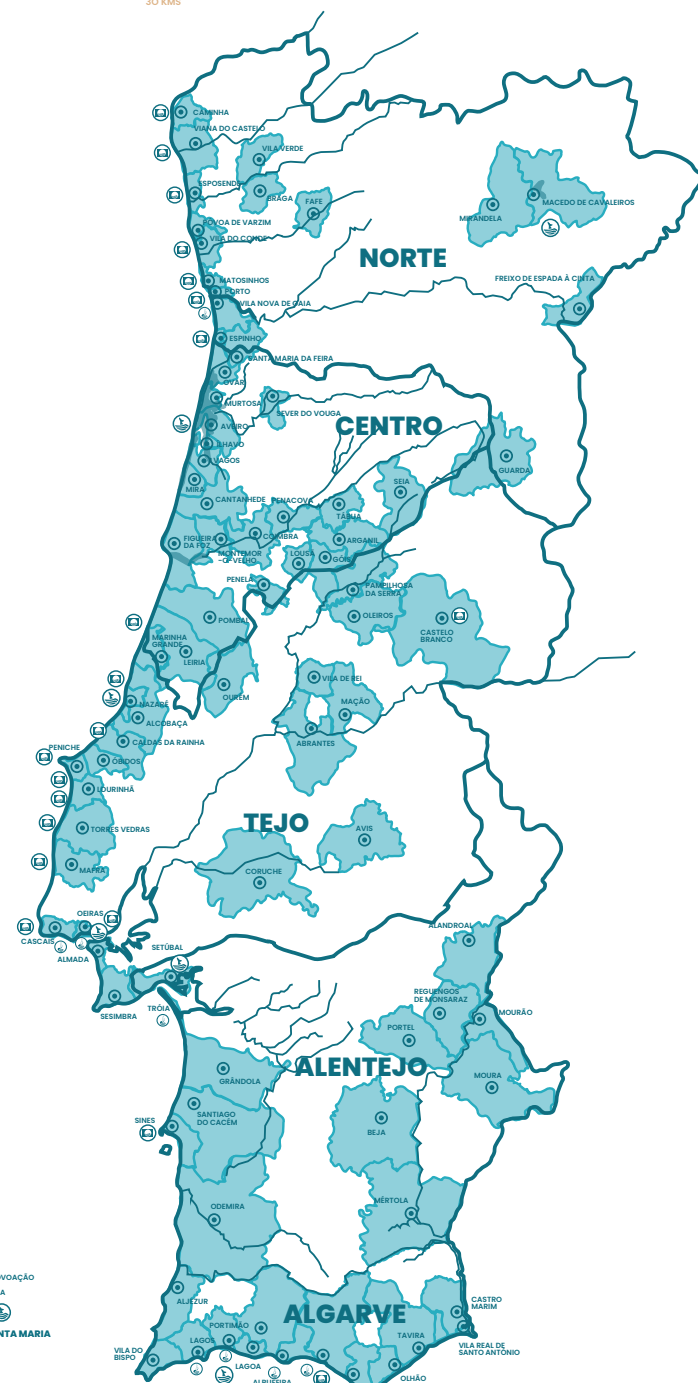 30 KMS
CAMINHA
VIANA DO CASTELO
VILA VERDE
ESPOSENDE
BRAGA
FAFE
MIRANDELA
MACEDO DE CAVALEIROS
PÓVOA DE VARZIM
VILA DO CONDE
NORTE
MATOSINHOS
FREIXO DE ESPADA À CINTA
PORTO
VILA NOVA DE GAIA
ESPINHO
SANTA MARIA DA FEIRA
OVAR
MURTOSA
SEVER DO VOUGA
AVEIRO
CENTRO
ÍLHAVO
VAGOS
GUARDA
MIRA
SEIA
CANTANHEDE
PENACOVA
TÁBUA
FIGUEIRA
DA FOZ
COIMBRA
ARGANIL
MONTEMOR
-O-VELHO
LOUSÃ
GÓIS
PENELA
PAMPILHOSA
DA SERRA
POMBAL
OLEIROS
CASTELO
BRANCO
MARINHA
GRANDE
LEIRIA
OURÉM
VILA DE REI
NAZARÉ
MAÇÃO
ALCOBAÇA
CALDAS DA RAINHA
ABRANTES
PENICHE
ÓBIDOS
LOURINHÃ
TEJO
TORRES VEDRAS
AVIS
MAFRA
CORUCHE
OEIRAS
CASCAIS
ALANDROAL
ALMADA
SETÚBAL
REGUENGOS
DE MONSARAZ
SESIMBRA
TRÓIA
MOURÃO
PORTEL
ALENTEJO
GRÂNDOLA
MOURA
SANTIAGO
DO CACÉM
SINES
BEJA
MÉRTOLA
ODEMIRA
OVOAÇÃO
A
NTA MARIA
ALJEZUR
ALGARVE
CASTRO
MARIM
PORTIMÃO
TAVIRA
LAGOS
VILA REAL DE
SANTO ANTÓNIO
VILA DO
BISPO
LAGOA
ALBUFEIRA
OLHÃO